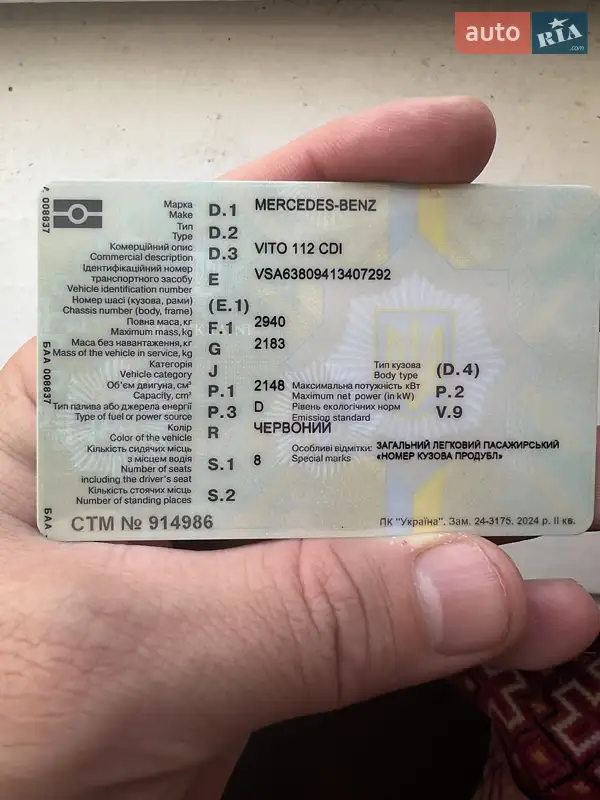 auto RIA .com
А 008837
Марка
Make D.1 MERCEDES-BENZ
Тип
Type D.2
Комерційний опис
Commercial description D.3 VITO 112 CDI
Ідентифікаційний номер
транспортного засобу E VSA63809413407292
Vehicle identification number
Номер шасі (кузова, рами) (E.1)
Chassis number (body, frame)
Повна маса, кг F.1 2940
Maximum mass, kg
Маса без навантаження, кг G 2183
Mass of the vehicle in service, kg
Категорія J Тип кузова (D.4)
Vehicle category Body type
Об'єм двигуна, см³ P.1 2148 Максимальна потужність кВт P.2
Capacity, cm³ Maximum net power (in kW)
Тип палива або джерела енергії P.3 D Рівень екологічних норм V.9
Type of fuel or power source Emission standard
Колір R ЧЕРВОНИЙ
Color of the vehicle
Кількість сидячих місць Особливі відмітки: ЗАГАЛЬНИЙ ЛЕГКОВИЙ ПАСАЖИРСЬКИЙ
з місцем водія S.1 8 Special marks «НОМЕР КУЗОВА ПРОДУБЛ»
Number of seats
including the driver's seat
Кількість стоячих місць S.2
Number of standing places
БАА 008837
БАА
СТМ № 914986 ПК "Україна". Зам. 24-3175. 2024 р. ІІ кв.